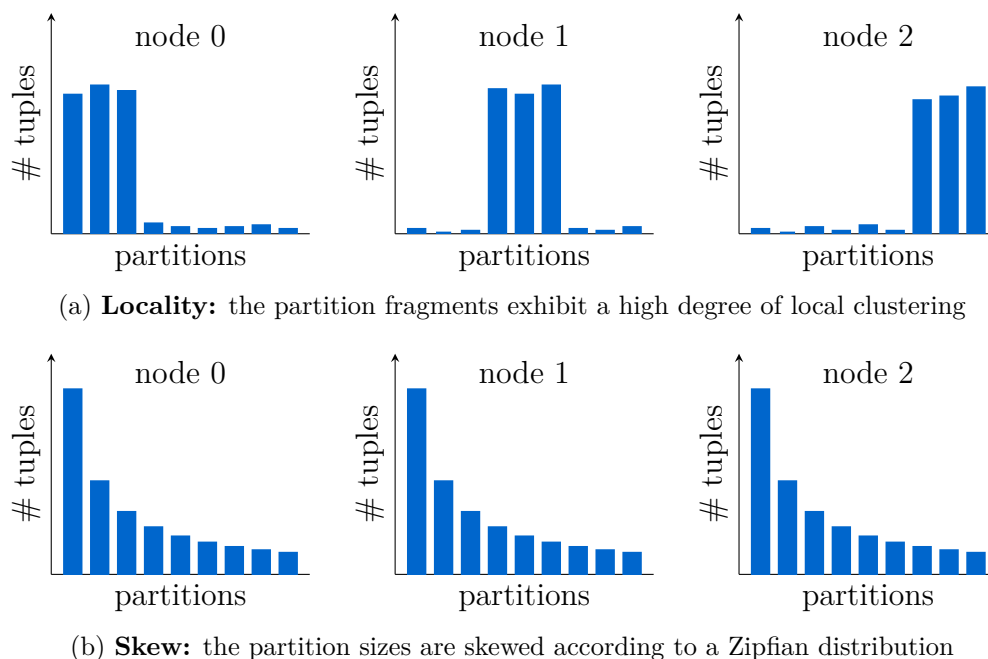 node 0
node 1
node 2
# tuples
# tuples
# tuples
partitions
partitions
partitions
(a) Locality: the partition fragments exhibit a high degree of local clustering
node 0
node 1
node 2
# tuples
# tuples
# tuples
partitions
partitions
partitions
(b) Skew: the partition sizes are skewed according to a Zipfian distribution